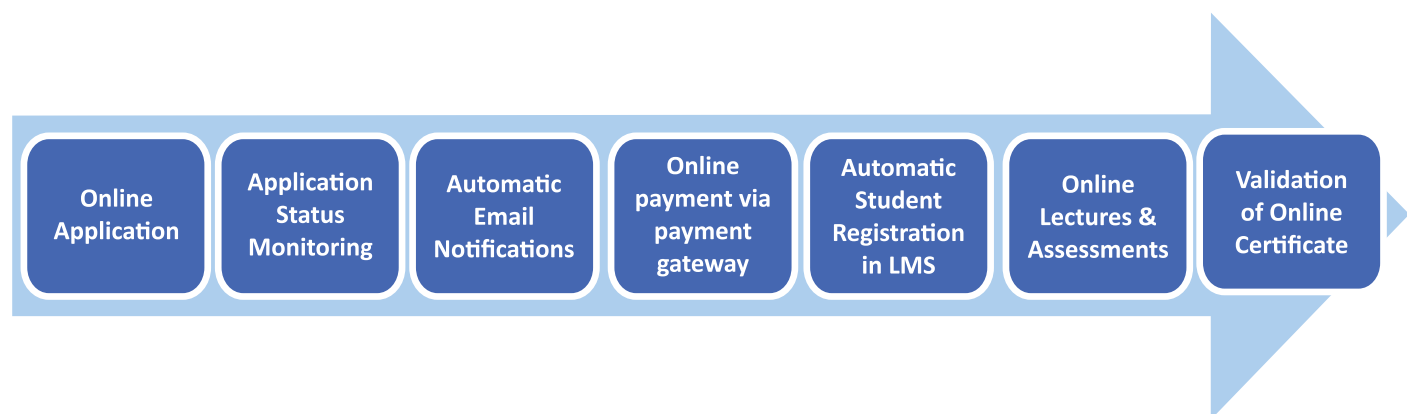 Online
Application
Application
Status
Monitoring
Automatic
Email
Notifications
Online
payment via
payment
gateway
Automatic
Student
Registration
in LMS
Online
Lectures &
Assessments
Validation
of Online
Certificate